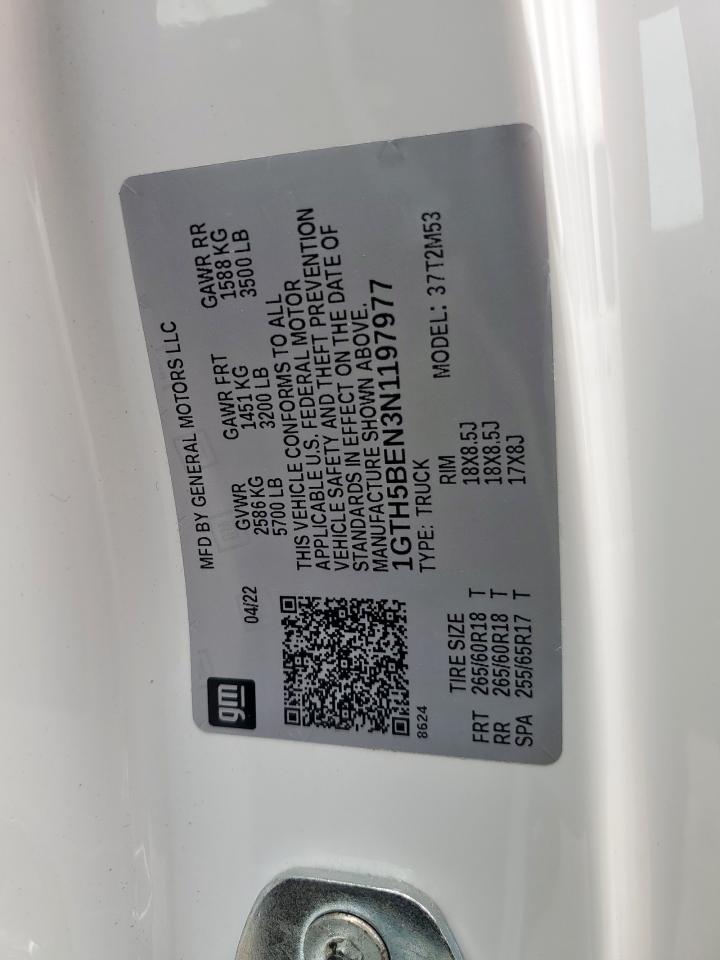 gm
MFD BY GENERAL MOTORS LLC
04/22
GVWR GAWR FRT GAWR RR
2586 KG 1451 KG 1588 KG
5700 LB 3200 LB 3500 LB
THIS VEHICLE CONFORMS TO ALL
APPLICABLE U.S. FEDERAL MOTOR
VEHICLE SAFETY AND THEFT PREVENTION
STANDARDS IN EFFECT ON THE DATE OF
MANUFACTURE SHOWN ABOVE.
1GTH5BEN3N1197977
8624
TYPE: TRUCK MODEL: 37T2M53
TIRE SIZE RIM
FRT 265/60R18 T 18X8.5J
RR 265/60R18 T 18X8.5J
SPA 255/65R17 T 17X8J